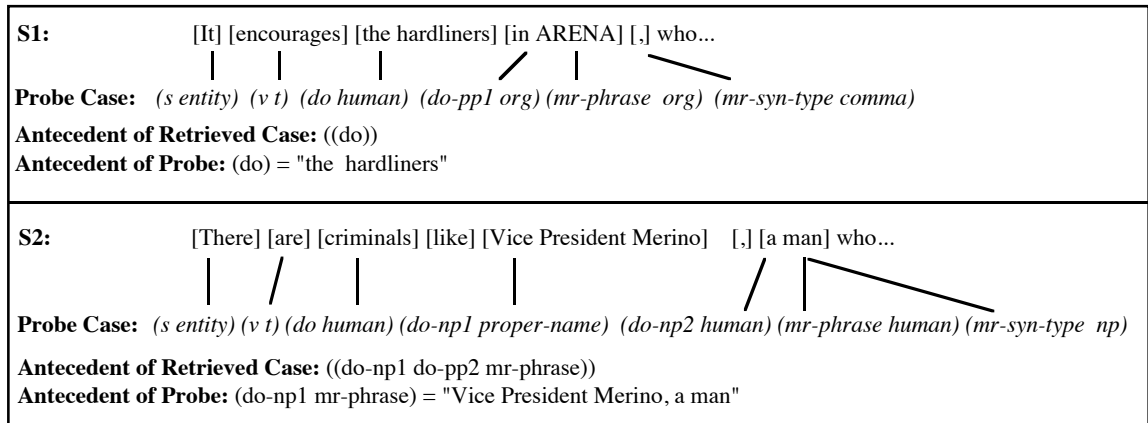 S1: [It] [encourages] [the hardliners] [in ARENA] [,] who...
Probe Case: (s entity) (v t) (do human) (do-pp1 org) (mr-phrase org) (mr-syn-type comma)
Antecedent of Retrieved Case: ((do))
Antecedent of Probe: (do) = "the hardliners"
S2: [There] [are] [criminals] [like] [Vice President Merino] [,] [a man] who...
Probe Case: (s entity) (v t) (do human) (do-np1 proper-name) (do-np2 human) (mr-phrase human) (mr-syn-type np)
Antecedent of Retrieved Case: ((do-np1 do-pp2 mr-phrase))
Antecedent of Probe: (do-np1 mr-phrase) = "Vice President Merino, a man"